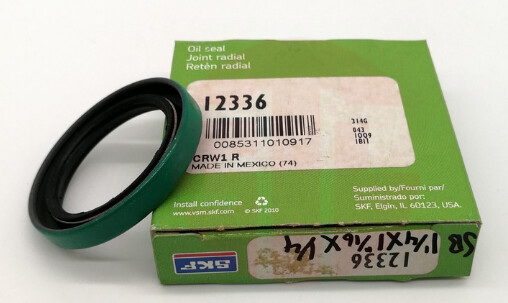 Oil seal
Joint radial
Retén radial
12336
314G
043
1009
1811
0085311010917
CRW1 R
MADE IN MEXICO (74)
Install confidence
www.vsm.skf.com
© SKF 2010
Supplied by/Fourni par/
Suministrado por:
SKF, Elgin, IL 60123, USA.
SKF
12336
SB 1 1/4 X 1 11/16 X 1/4